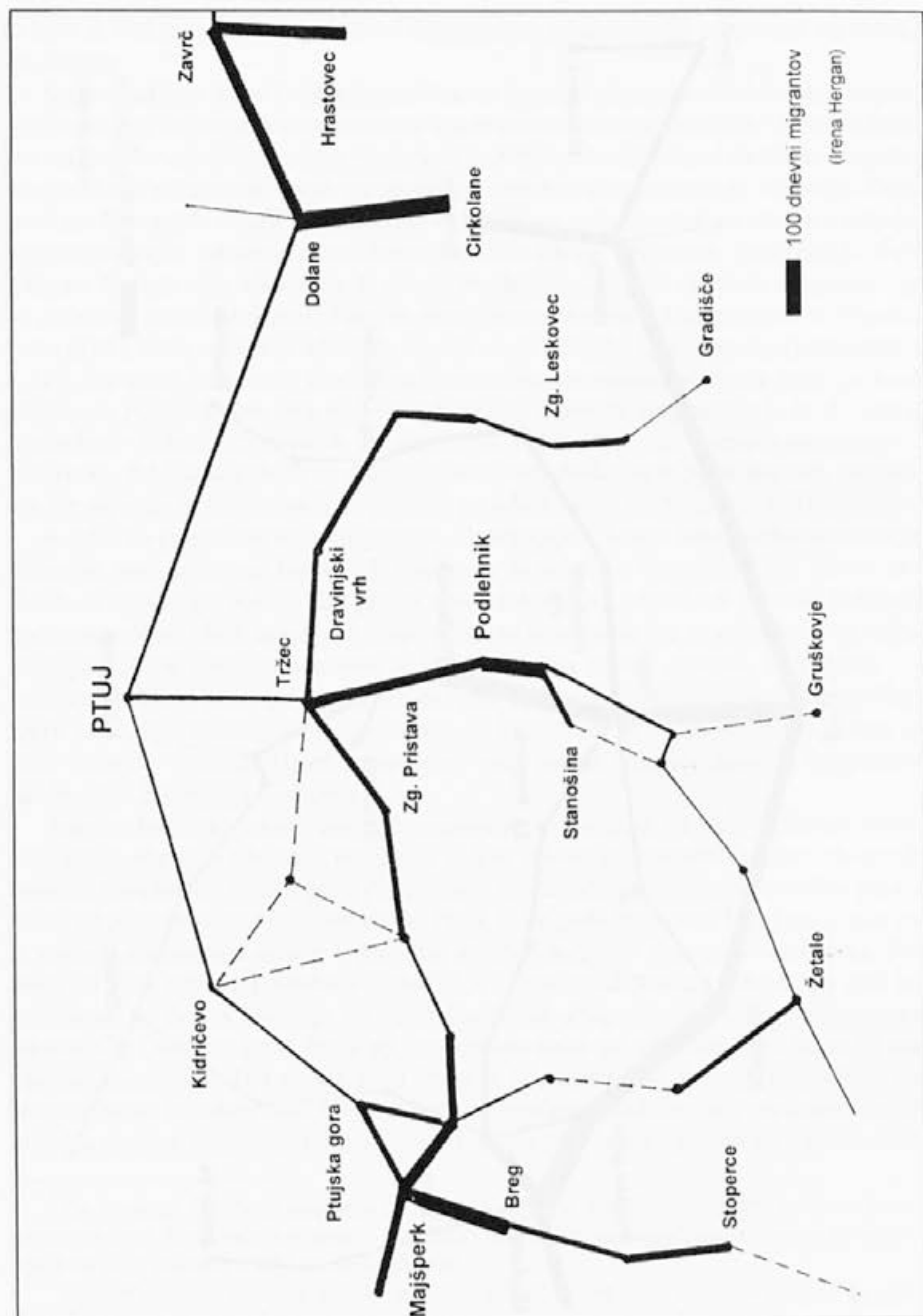 PTUJ
Kidričevo
Ptujska gora
Majšperk
Breg
Stoperce
Žetale
Zg. Pristava
Tržec
Dravinjski
vrh
Podlehnik
Stanošina
Gruškovje
Zg. Leskovec
Gradišče
Dolane
Cirkolane
Zavrč
Hrastovec
100 dnevni migrantov
(Irena Hergan)